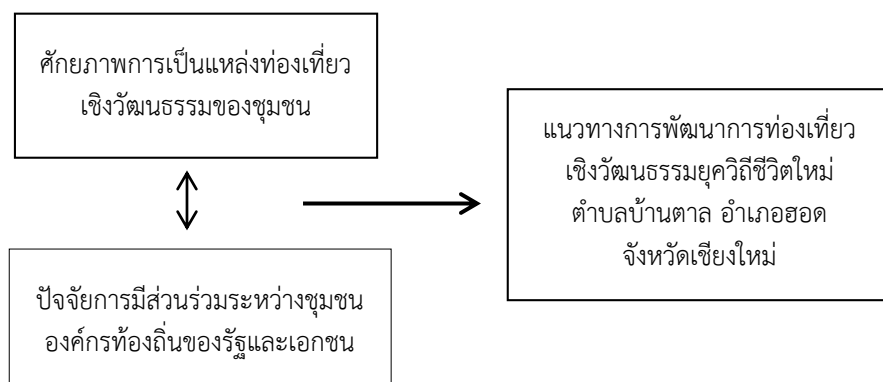 ศักยภาพการเป็นแหล่งท่องเที่ยว
เชิงวัฒนธรรมของชุมชน
แนวทางการพัฒนาการท่องเที่ยว
เชิงวัฒนธรรมยุควิถีชีวิตใหม่
ตำบลบ้านตาล อำเภอฮอด
จังหวัดเชียงใหม่
ปัจจัยการมีส่วนร่วมระหว่างชุมชน
องค์กรท้องถิ่นของรัฐและเอกชน